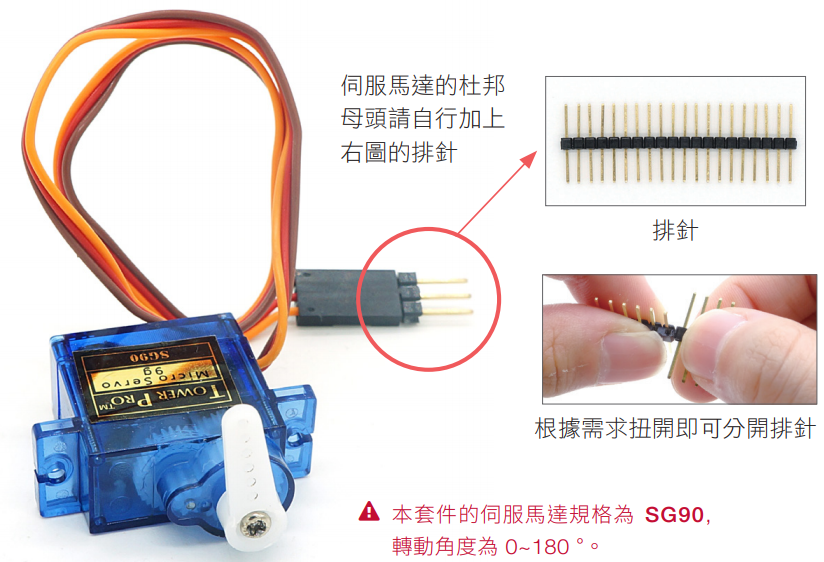 伺服馬達的杜邦
母頭請自行加上
右圖的排針
排針
根據需求扭開即可分開排針
SG90
Micro Servo
9g
TOWER PRO™
⚠ 本套件的伺服馬達規格為 SG90,
轉動角度為 0~180 °。